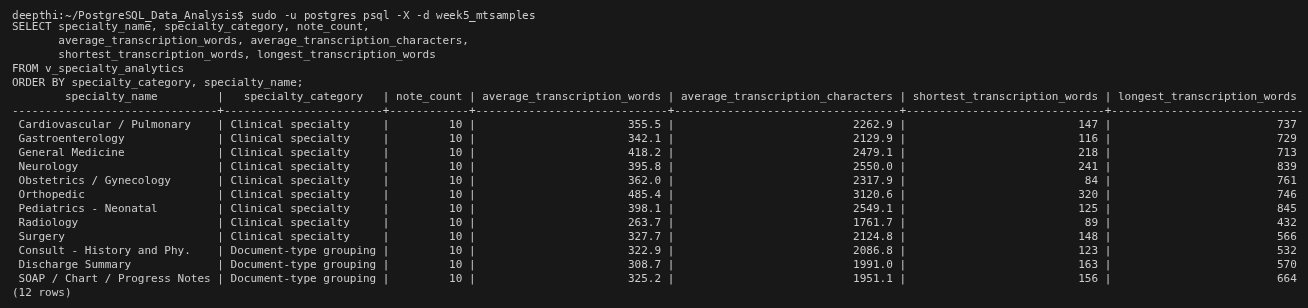 deepthi:~/PostgreSQL_Data_Analysis$ sudo -u postgres psql -X -d week5_mtsamples
SELECT specialty_name, specialty_category, note_count,
       average_transcription_words, average_transcription_characters,
       shortest_transcription_words, longest_transcription_words
FROM v_specialty_analytics
ORDER BY specialty_category, specialty_name;
        specialty_name         |   specialty_category   | note_count | average_transcription_words | average_transcription_characters | shortest_transcription_words | longest_transcription_words
-------------------------------+------------------------+------------+-----------------------------+----------------------------------+------------------------------+-----------------------------
 Cardiovascular / Pulmonary    | Clinical specialty     |         10 |                       355.5 |                           2262.9 |                          147 |                         737
 Gastroenterology              | Clinical specialty     |         10 |                       342.1 |                           2129.9 |                          116 |                         729
 General Medicine              | Clinical specialty     |         10 |                       418.2 |                           2479.1 |                          218 |                         713
 Neurology                     | Clinical specialty     |         10 |                       395.8 |                           2550.0 |                          241 |                         839
 Obstetrics / Gynecology       | Clinical specialty     |         10 |                       362.0 |                           2317.9 |                           84 |                         761
 Orthopedic                    | Clinical specialty     |         10 |                       485.4 |                           3120.6 |                          320 |                         746
 Pediatrics - Neonatal         | Clinical specialty     |         10 |                       398.1 |                           2549.1 |                          125 |                         845
 Radiology                     | Clinical specialty     |         10 |                       263.7 |                           1761.7 |                           89 |                         432
 Surgery                       | Clinical specialty     |         10 |                       327.7 |                           2124.8 |                          148 |                         566
 Consult - History and Phy.    | Document-type grouping |         10 |                       322.9 |                           2086.8 |                          123 |                         532
 Discharge Summary             | Document-type grouping |         10 |                       308.7 |                           1991.0 |                          163 |                         570
 SOAP / Chart / Progress Notes | Document-type grouping |         10 |                       325.2 |                           1951.1 |                          156 |                         664
(12 rows)